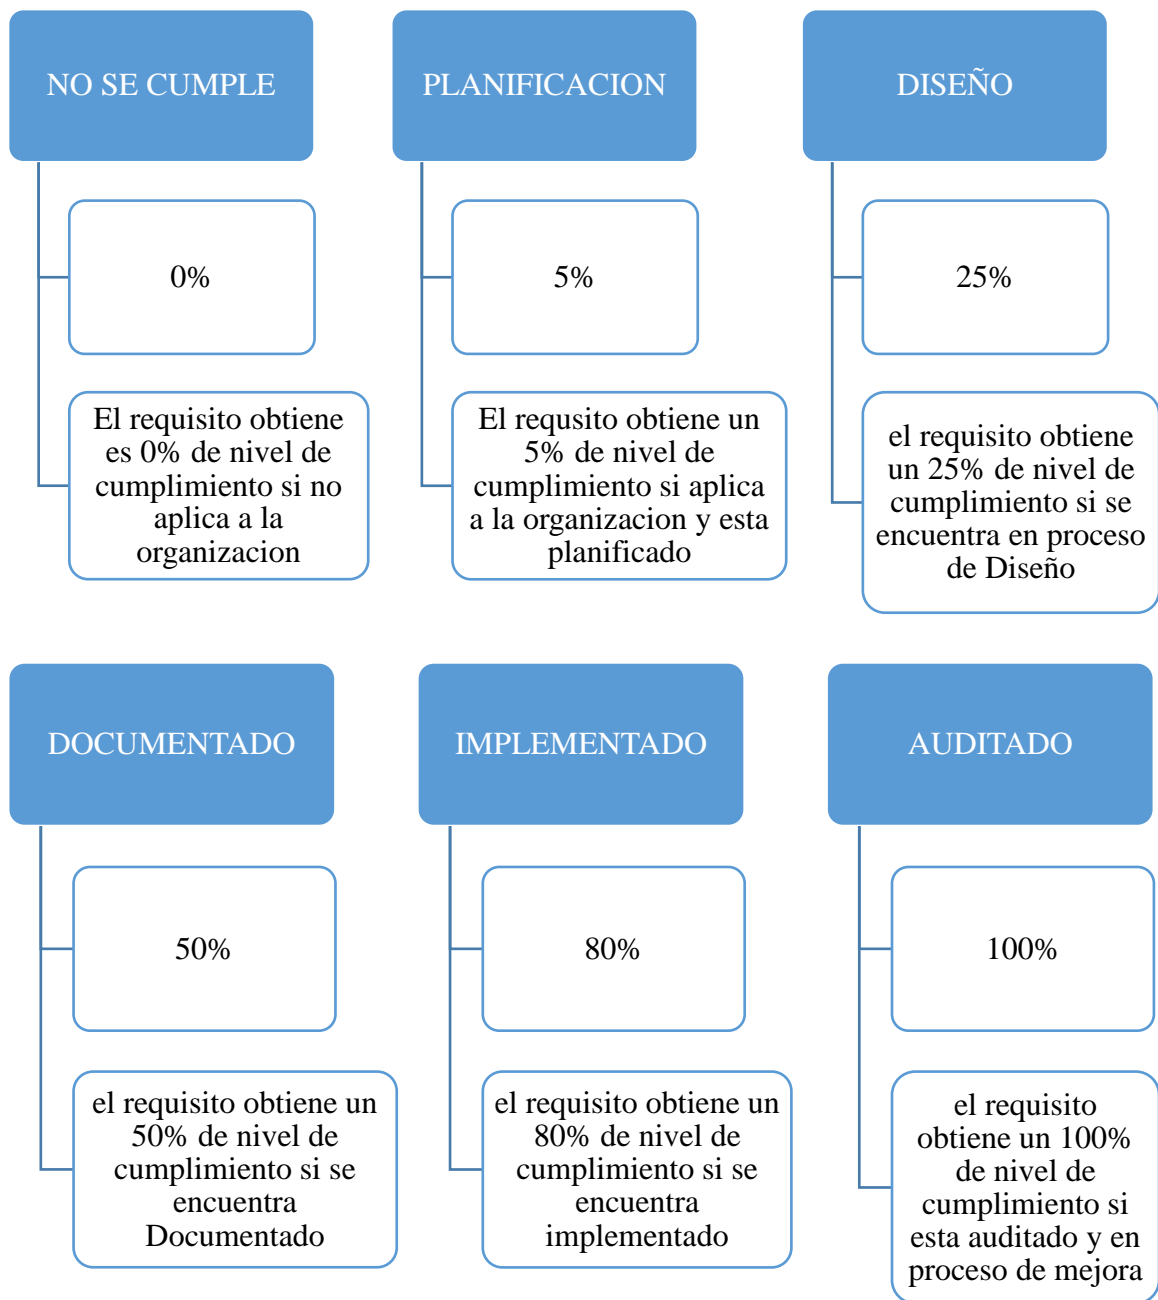 NO SE CUMPLE
0%
El requisito obtiene
es 0% de nivel de
cumplimiento si no
aplica a la
organizacion
PLANIFICACION
5%
El requsito obtiene un
5% de nivel de
cumplimiento si aplica
a la organizacion y esta
planificado
DISEÑO
25%
el requisito obtiene
un 25% de nivel de
cumplimiento si se
encuentra en proceso
de Diseño
DOCUMENTADO
50%
el requisito obtiene un
50% de nivel de
cumplimiento si se
encuentra
Documentado
IMPLEMENTADO
80%
el requisito obtiene un
80% de nivel de
cumplimiento si se
encuentra
implementado
AUDITADO
100%
el requisito
obtiene un 100%
de nivel de
cumplimiento si
esta auditado y en
proceso de mejora